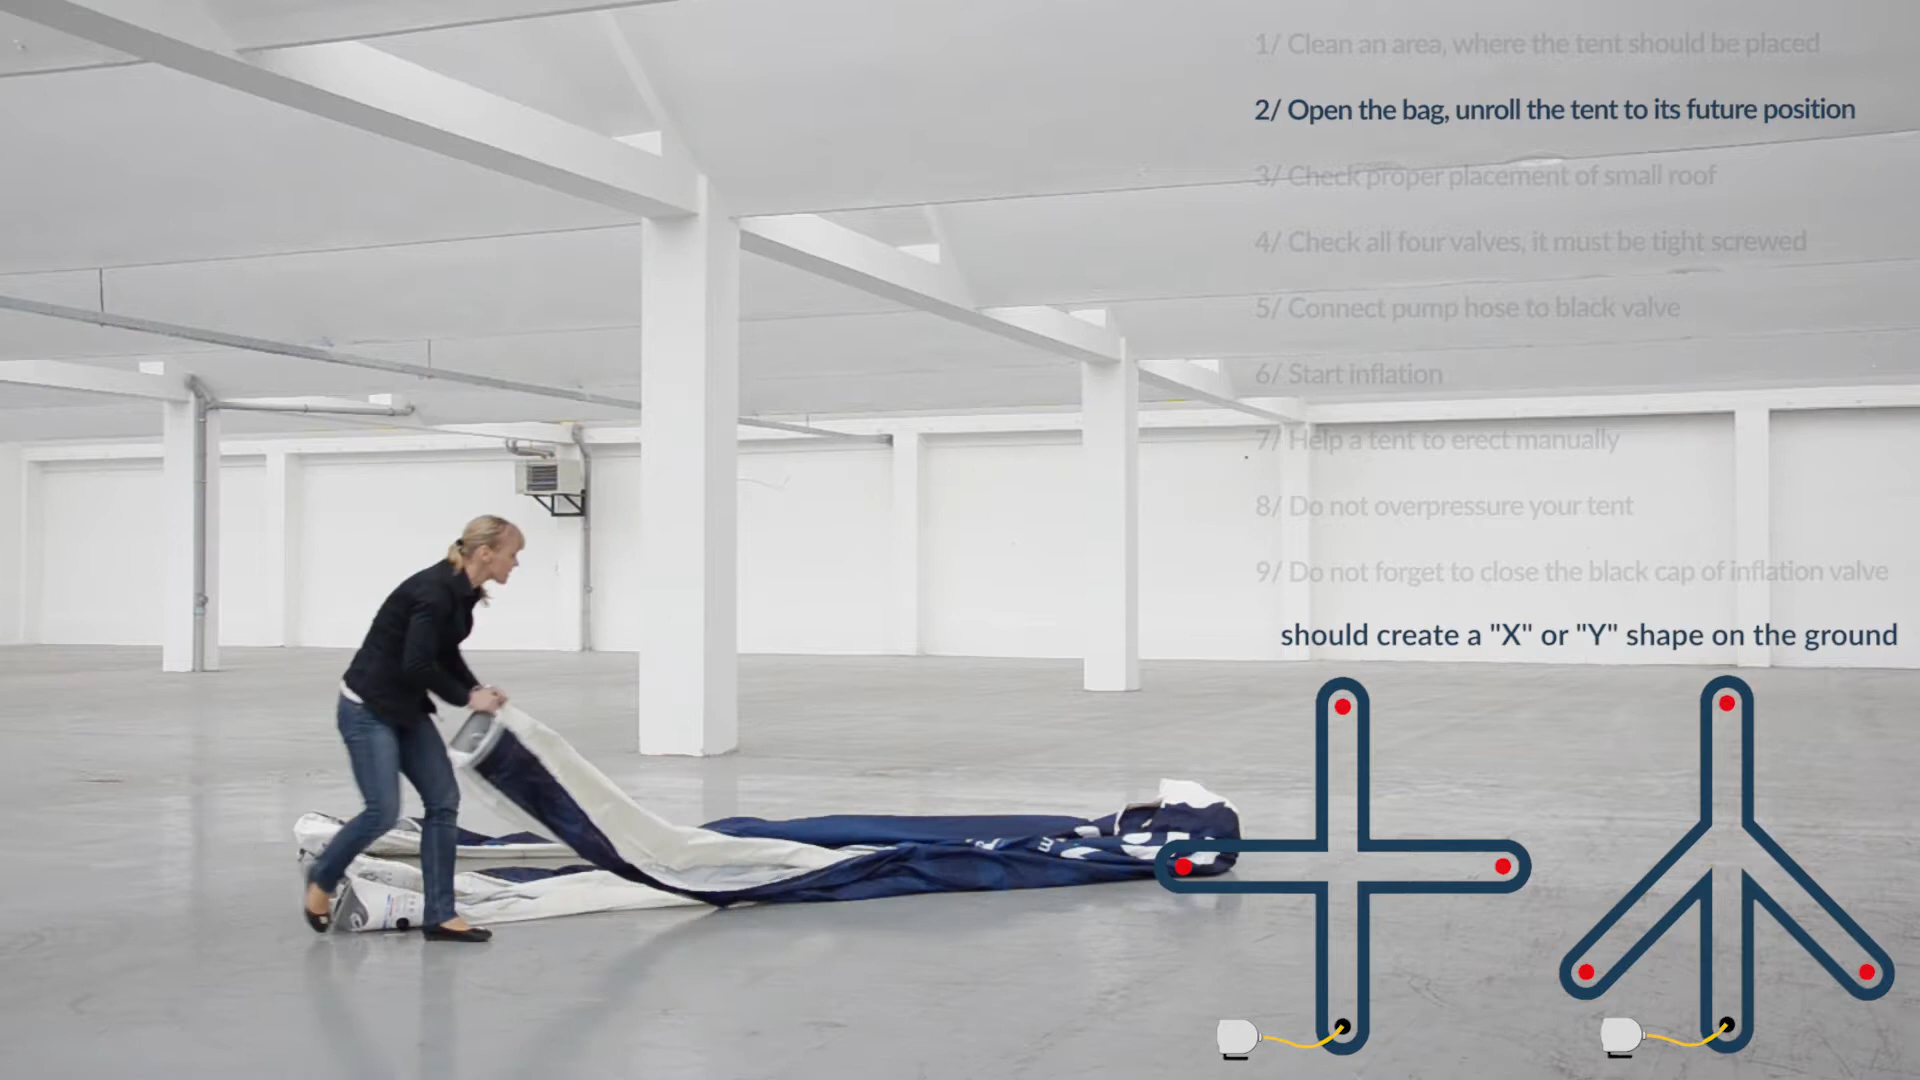 1/ Clean an area, where the tent should be placed
2/ Open the bag, unroll the tent to its future position
3/ Check proper placement of small roof
4/ Check all four valves, it must be tight screwed
5/ Connect pump hose to black valve
6/ Start inflation
7/ Help a tent to erect manually
8/ Do not overpressure your tent
9/ Do not forget to close the black cap of inflation valve
should create a "X" or "Y" shape on the ground